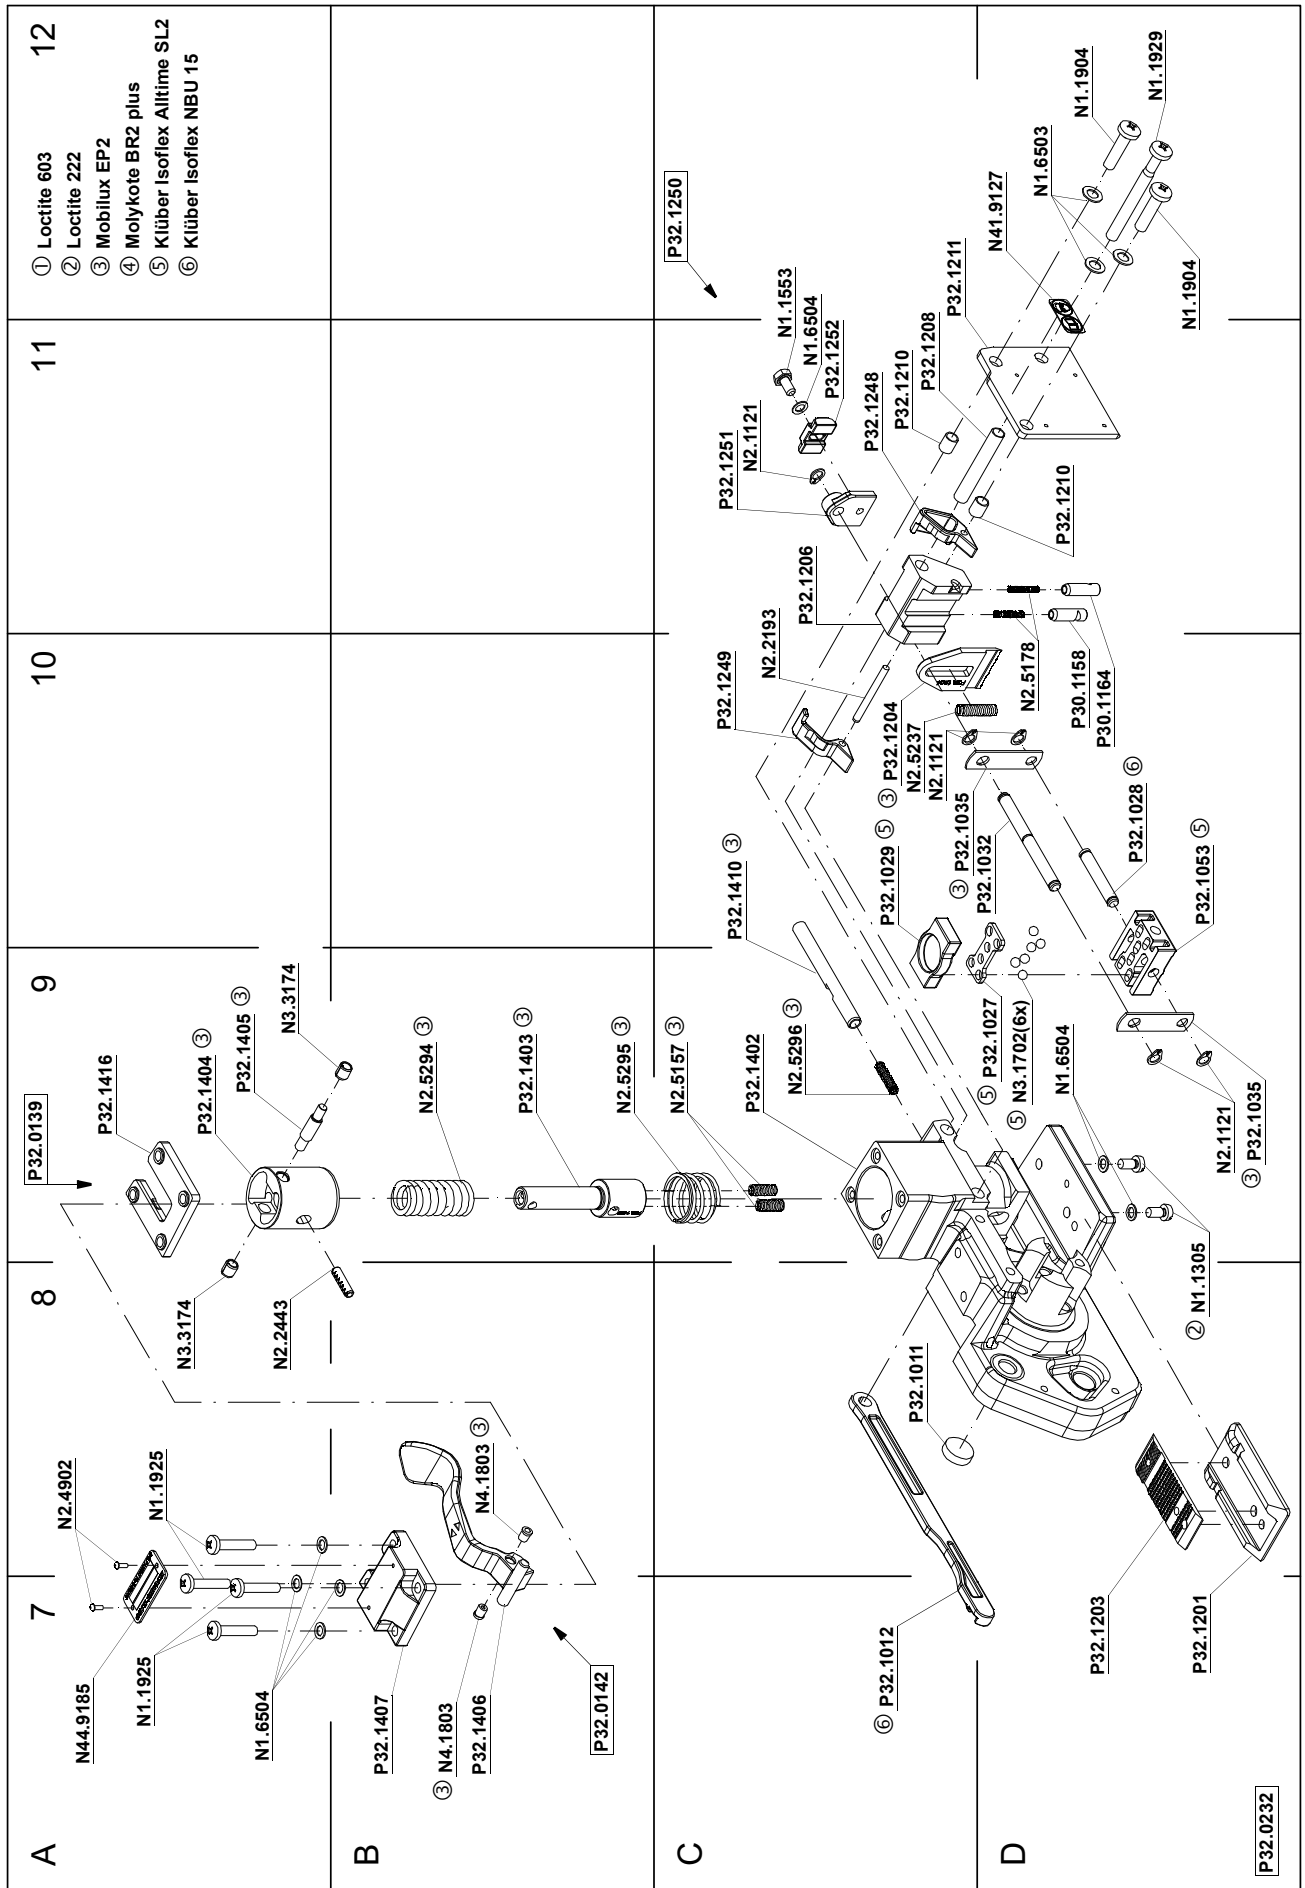 A
B
C
D
7
8
9
10
11
12
① Loctite 603
② Loctite 222
③ Mobilux EP2
④ Molykote BR2 plus
⑤ Klüber Isoflex Alltime SL2
⑥ Klüber Isoflex NBU 15
N44.9185
N2.4902
N1.1925
N1.1925
N1.6504
P32.1407
③ N4.1803
P32.1406
N4.1803 ③
P32.0142
P32.0139
P32.1416
P32.1404 ③
P32.1405 ③
N3.3174
N3.3174
N2.2443
N2.5294 ③
P32.1403 ③
N2.5295 ③
N2.5157 ③
P32.1402
N2.5296 ③
P32.1410 ③
P32.1029 ⑤
⑤ P32.1027
⑤ N3.1702(6x)
N1.6504
② N1.1305
P32.1011
⑥ P32.1012
P32.1203
P32.1201
P32.0232
N2.1121
③ P32.1035
P32.1053 ⑤
P32.1028 ⑥
P32.1032
③ P32.1035
N2.1121
N2.5237
③ P32.1204
P32.1249
N2.2193
P32.1206
N2.5178
P30.1158
P30.1164
P32.1251
N2.1121
N1.1553
N1.6504
P32.1252
P32.1248
P32.1210
P32.1208
P32.1210
P32.1211
N41.9127
N1.6503
N1.1904
N1.1929
N1.1904
P32.1250